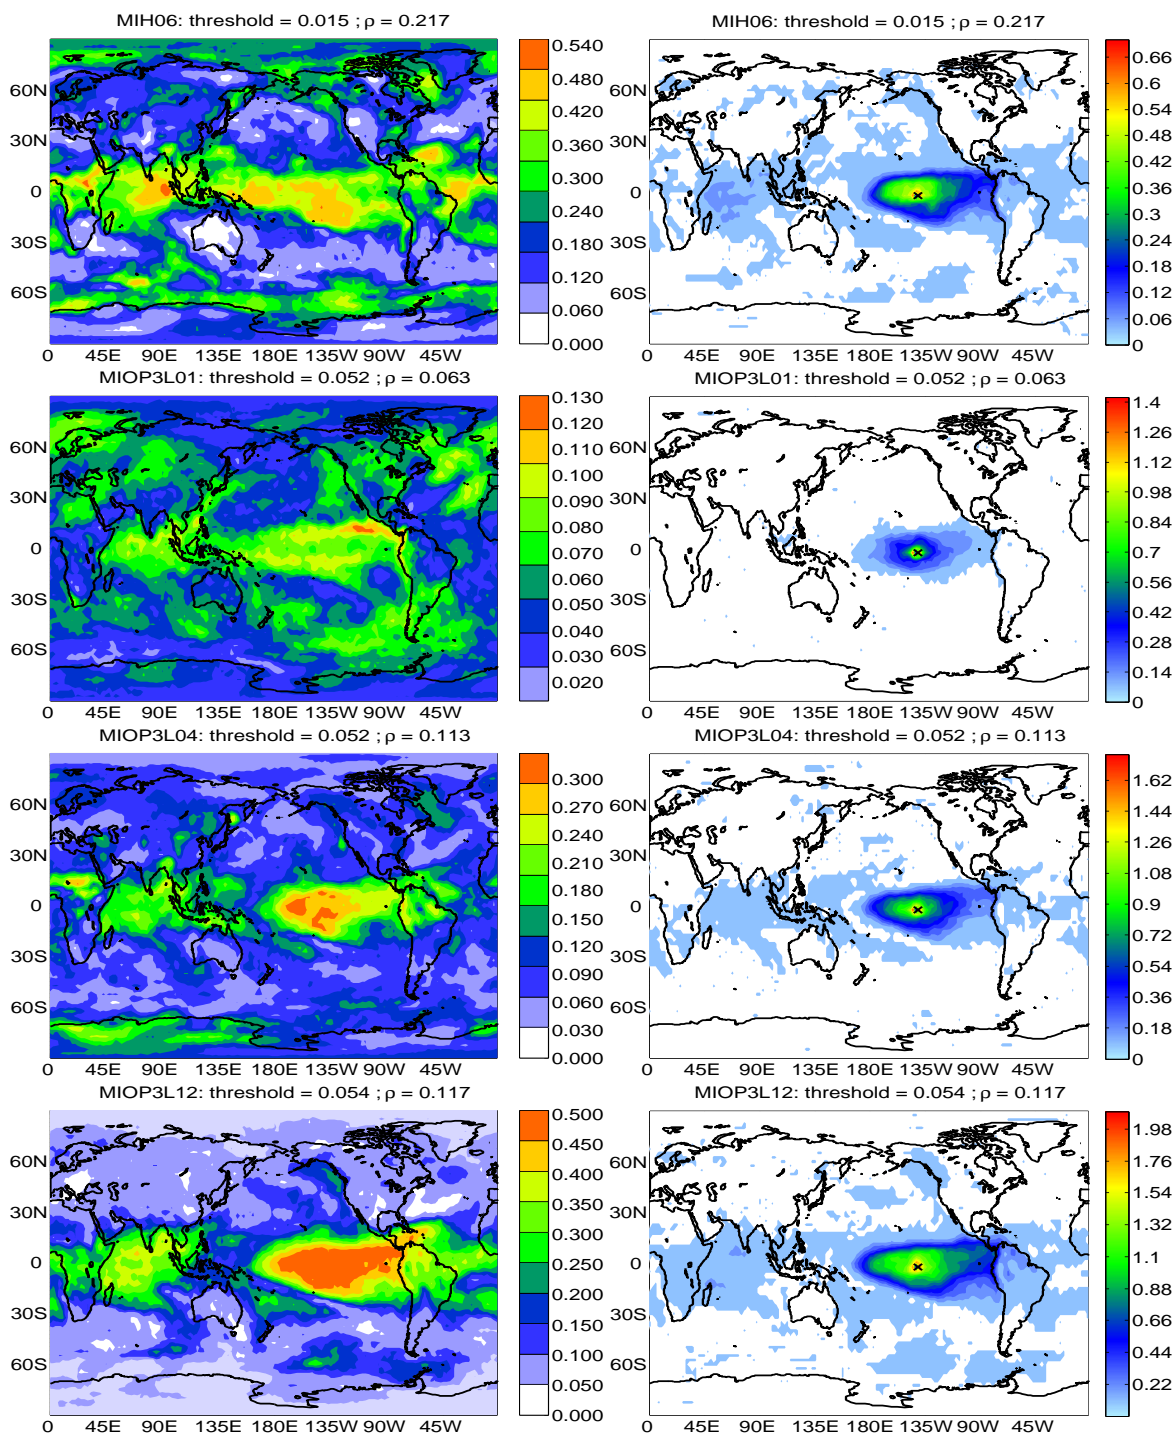 MIH06: threshold = 0.015 ; ρ = 0.217
60N
30N
0
30S
60S
0 45E 90E 135E 180E 135W 90W 45W
0.540
0.480
0.420
0.360
0.300
0.240
0.180
0.120
0.060
0.000
MIH06: threshold = 0.015 ; ρ = 0.217
60N
30N
0
30S
60S
0 45E 90E 135E 180E 135W 90W 45W
0.66
0.6
0.54
0.48
0.42
0.36
0.3
0.24
0.18
0.12
0.06
0
MIOP3L01: threshold = 0.052 ; ρ = 0.063
60N
30N
0
30S
60S
0 45E 90E 135E 180E 135W 90W 45W
0.130
0.120
0.110
0.100
0.090
0.080
0.070
0.060
0.050
0.040
0.030
0.020
MIOP3L01: threshold = 0.052 ; ρ = 0.063
60N
30N
0
30S
60S
0 45E 90E 135E 180E 135W 90W 45W
1.4
1.26
1.12
0.98
0.84
0.7
0.56
0.42
0.28
0.14
0
MIOP3L04: threshold = 0.052 ; ρ = 0.113
60N
30N
0
30S
60S
0 45E 90E 135E 180E 135W 90W 45W
0.300
0.270
0.240
0.210
0.180
0.150
0.120
0.090
0.060
0.030
0.000
MIOP3L04: threshold = 0.052 ; ρ = 0.113
60N
30N
0
30S
60S
0 45E 90E 135E 180E 135W 90W 45W
1.62
1.44
1.26
1.08
0.9
0.72
0.54
0.36
0.18
0
MIOP3L12: threshold = 0.054 ; ρ = 0.117
60N
30N
0
30S
60S
0 45E 90E 135E 180E 135W 90W 45W
0.500
0.450
0.400
0.350
0.300
0.250
0.200
0.150
0.100
0.050
0.000
MIOP3L12: threshold = 0.054 ; ρ = 0.117
60N
30N
0
30S
60S
0 45E 90E 135E 180E 135W 90W 45W
1.98
1.76
1.54
1.32
1.1
0.88
0.66
0.44
0.22